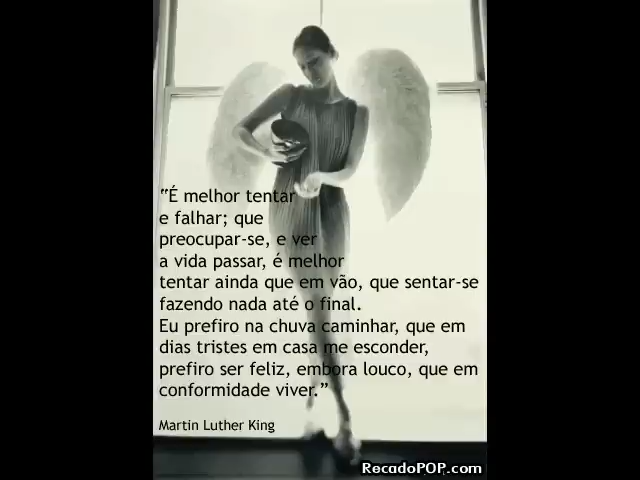 “É melhor tentar
e falhar; que
preocupar-se, e ver
a vida passar, é melhor
tentar ainda que em vão, que sentar-se
fazendo nada até o final.
Eu prefiro na chuva caminhar, que em
dias tristes em casa me esconder,
prefiro ser feliz, embora louco, que em
conformidade viver.”
Martin Luther King
RecadoPOP.com